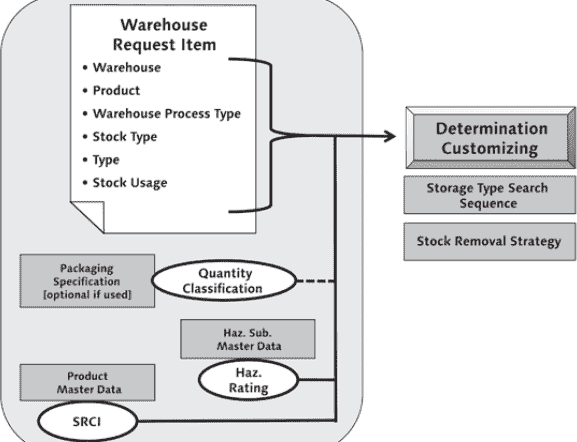 Warehouse
Request Item
• Warehouse
• Product
• Warehouse Process Type
• Stock Type
• Type
• Stock Usage
Determination
Customizing
Storage Type Search
Sequence
Stock Removal Strategy
Packaging
Specification
[optional if used]
Quantity
Classification
Haz. Sub.
Master Data
Haz.
Rating
Product
Master Data
SRCI